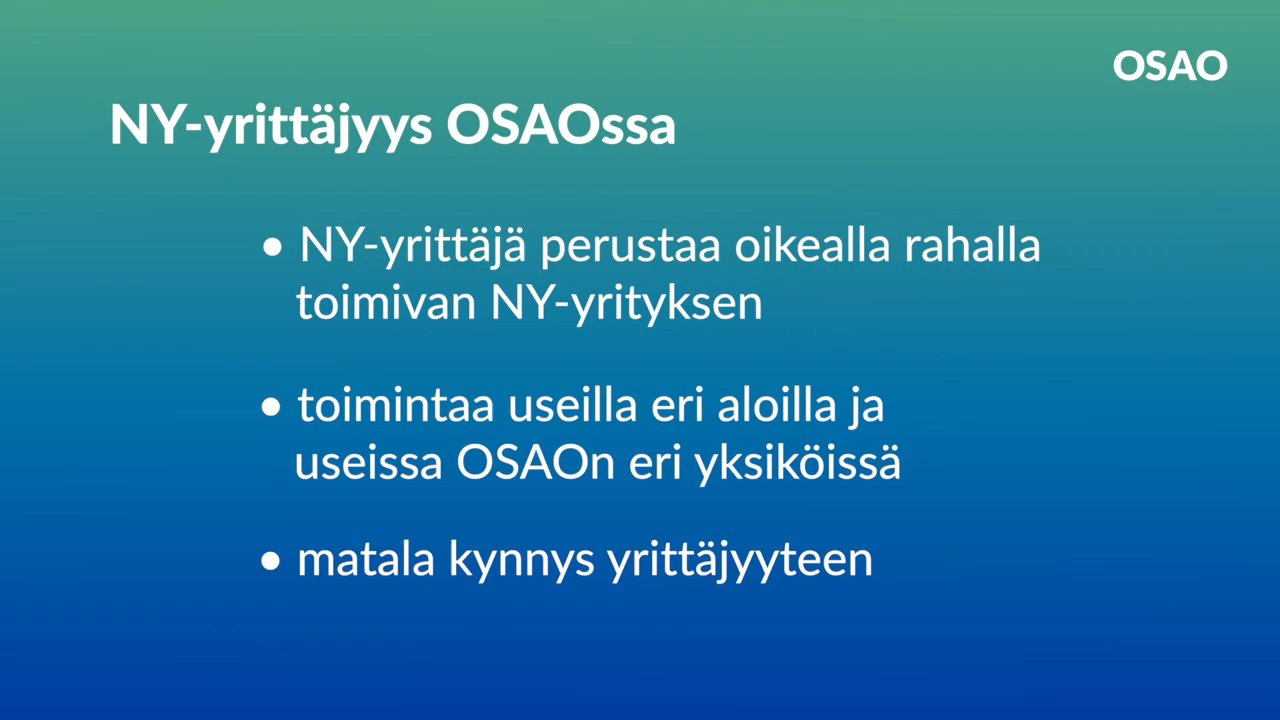 OSAO
NY-yrittäjyys OSAOssa
• NY-yrittäjä perustaa oikealla rahalla
toimivan NY-yrityksen
• toimintaa useilla eri aloilla ja
useissa OSAOn eri yksiköissä
• matala kynnys yrittäjyyteen